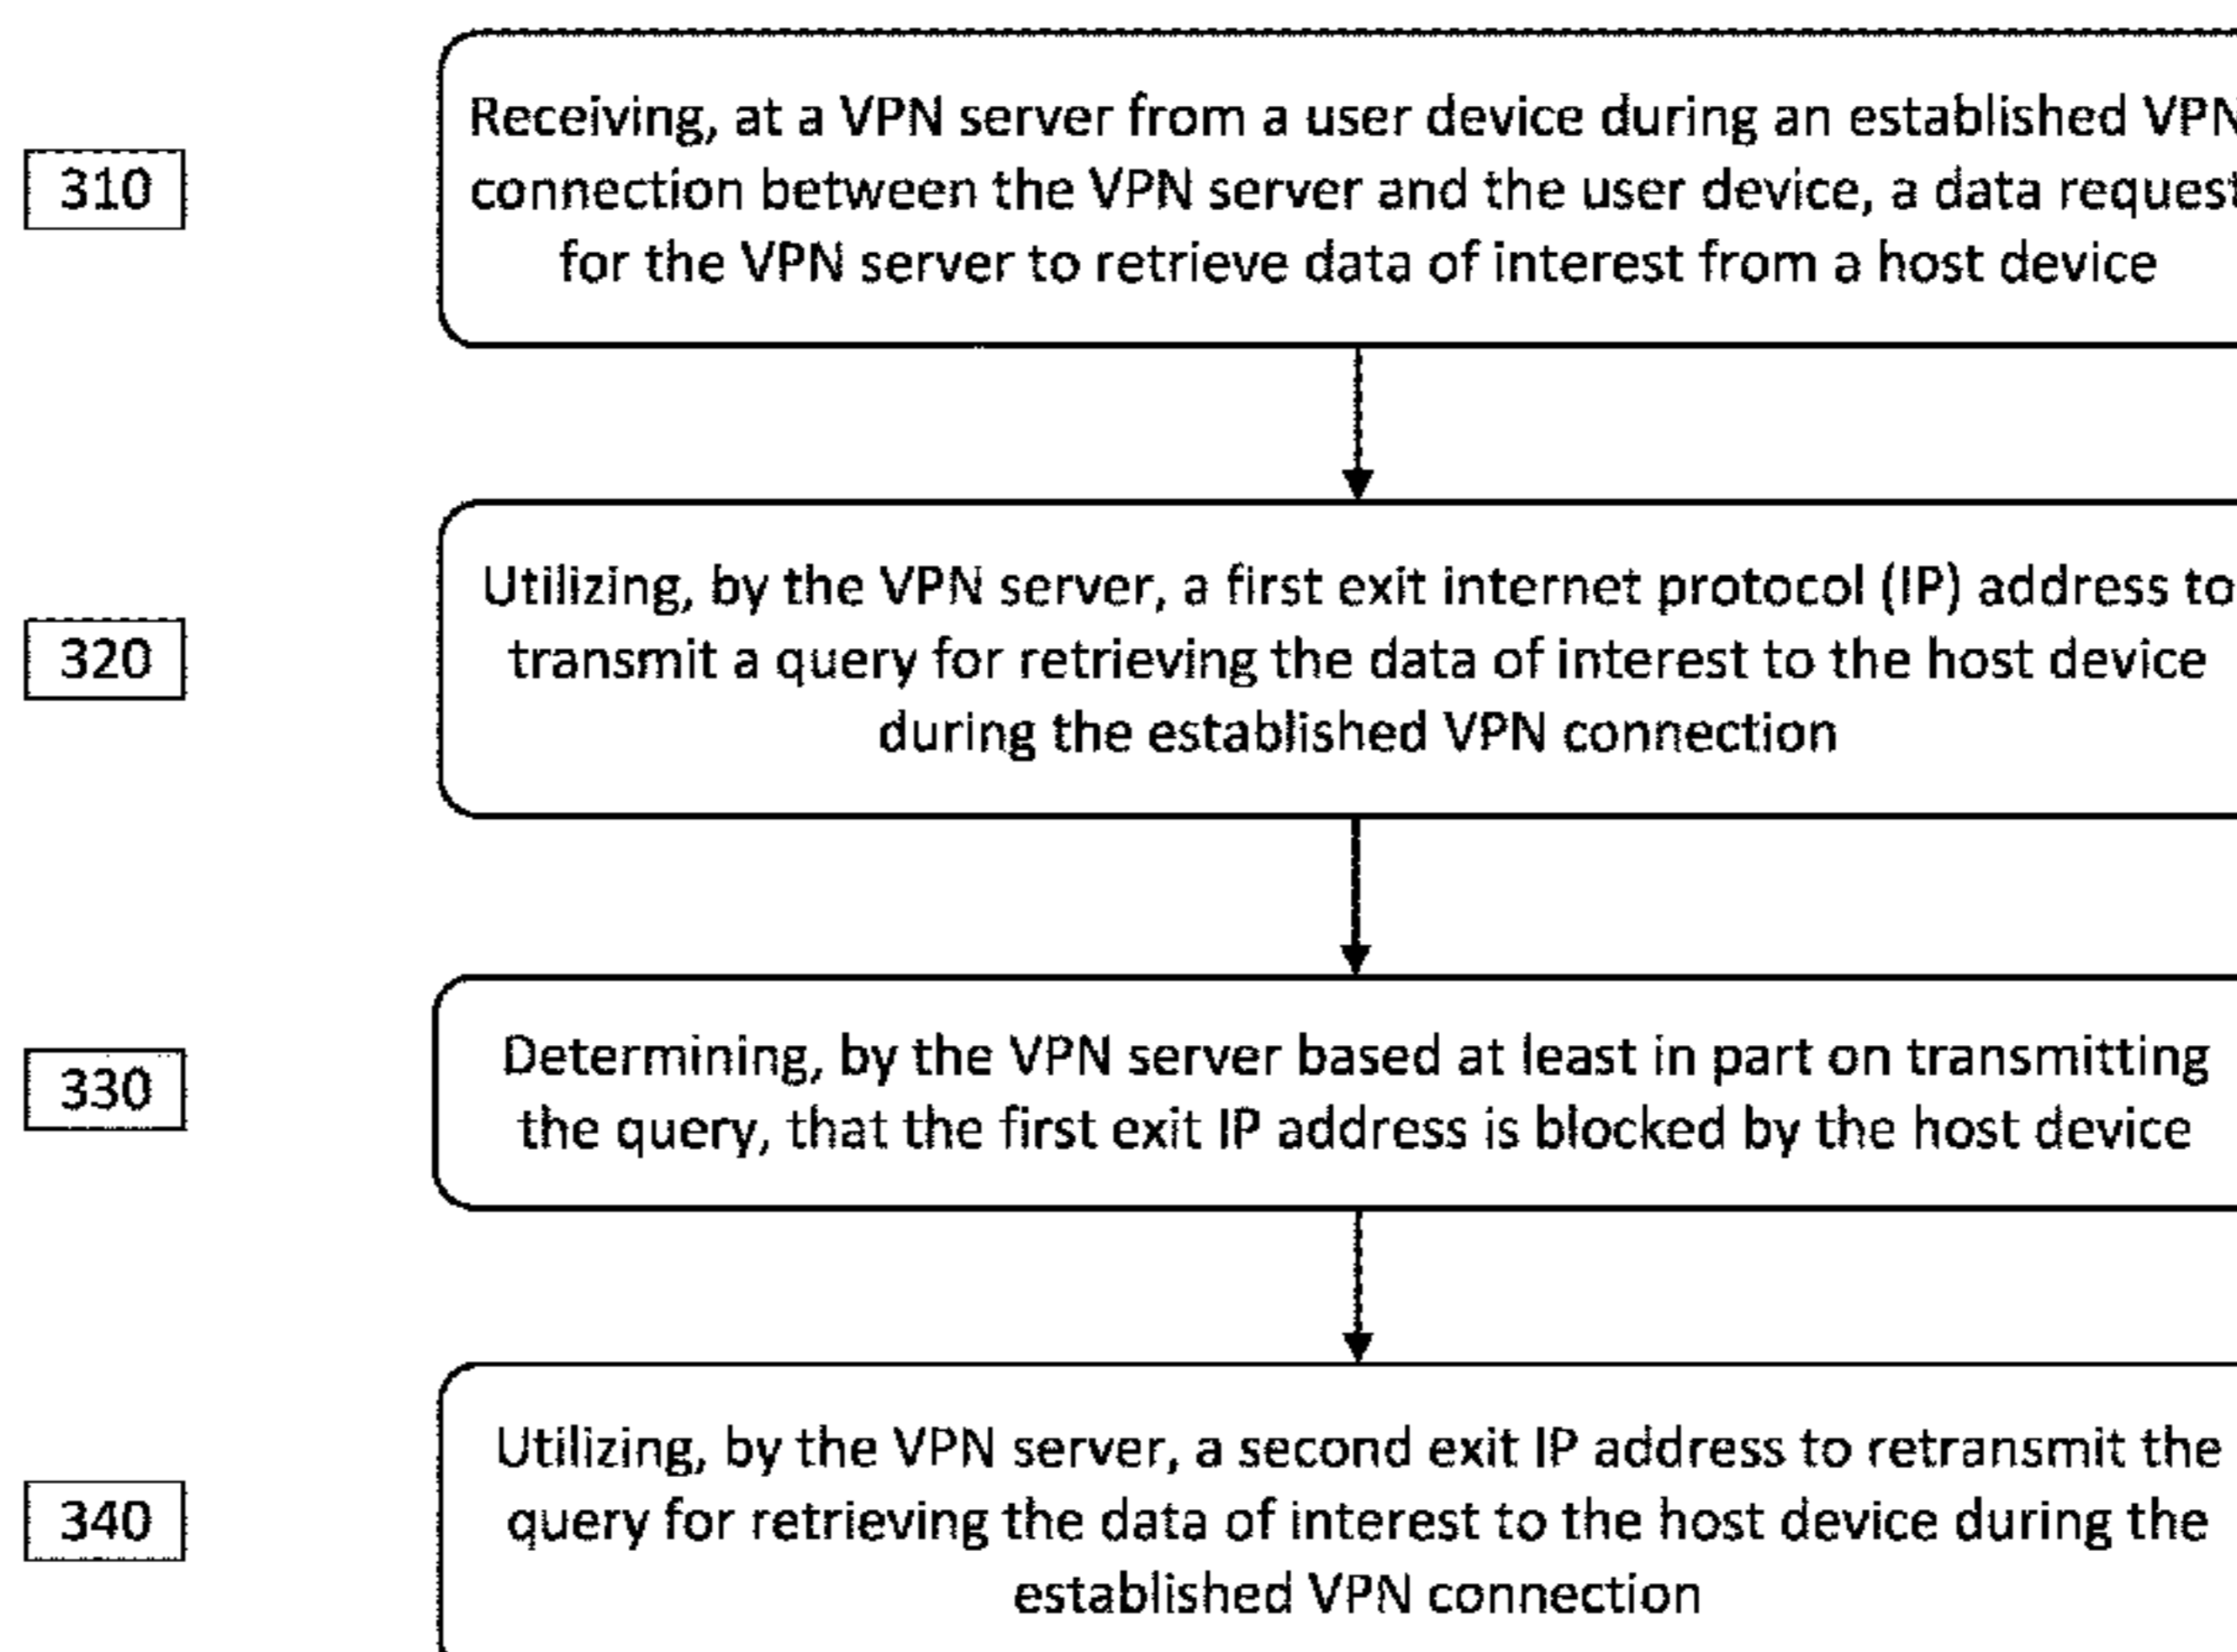 310
Receiving, at a VPN server from a user device during an established VPN
connection between the VPN server and the user device, a data request
for the VPN server to retrieve data of interest from a host device
320
Utilizing, by the VPN server, a first exit internet protocol (IP) address to
transmit a query for retrieving the data of interest to the host device
during the established VPN connection
330
Determining, by the VPN server based at least in part on transmitting
the query, that the first exit IP address is blocked by the host device
340
Utilizing, by the VPN server, a second exit IP address to retransmit the
query for retrieving the data of interest to the host device during the
established VPN connection